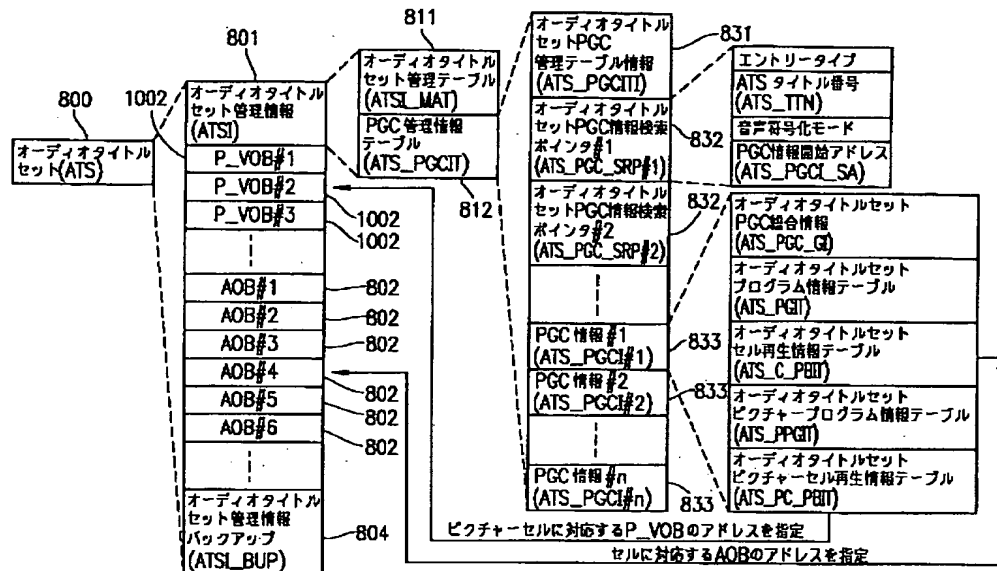 800
オーディオタイトル
セット(ATS)
801
1002
オーディオタイトル
セット管理情報
(ATSI)
P_VOB#1
P_VOB#2
P_VOB#3
1002
1002
AOB#1
AOB#2
AOB#3
AOB#4
AOB#5
AOB#6
802
802
802
802
802
802
オーディオタイトル
セット管理情報
バックアップ
(ATSI_BUP)
804
811
オーディオタイトル
セット管理テーブル
(ATSI_MAT)
PGC管理情報
テーブル
(ATS_PGCIT)
812
オーディオタイトル
セットPGC
管理テーブル情報
(ATS_PGCITI)
831
オーディオタイトル
セットPGC情報検索
ポインタ#1
(ATS_PGC_SRP#1)
832
オーディオタイトル
セットPGC情報検索
ポインタ#2
(ATS_PGC_SRP#2)
832
PGC情報#1
(ATS_PGCI#1)
833
PGC情報#2
(ATS_PGCI#2)
833
PGC情報#n
(ATS_PGCI#n)
833
エントリータイプ
ATSタイトル番号
(ATS_TTN)
音声符号化モード
PGC情報開始アドレス
(ATS_PGCI_SA)
オーディオタイトルセット
PGC総合情報
(ATS_PGC_GI)
オーディオタイトルセット
プログラム情報テーブル
(ATS_PGIT)
オーディオタイトルセット
セル再生情報テーブル
(ATS_C_PBIT)
オーディオタイトルセット
ピクチャープログラム情報テーブル
(ATS_PPGIT)
オーディオタイトルセット
ピクチャーセル再生情報テーブル
(ATS_PC_PBIT)
ピクチャーセルに対応するP_VOBのアドレスを指定
セルに対応するAOBのアドレスを指定